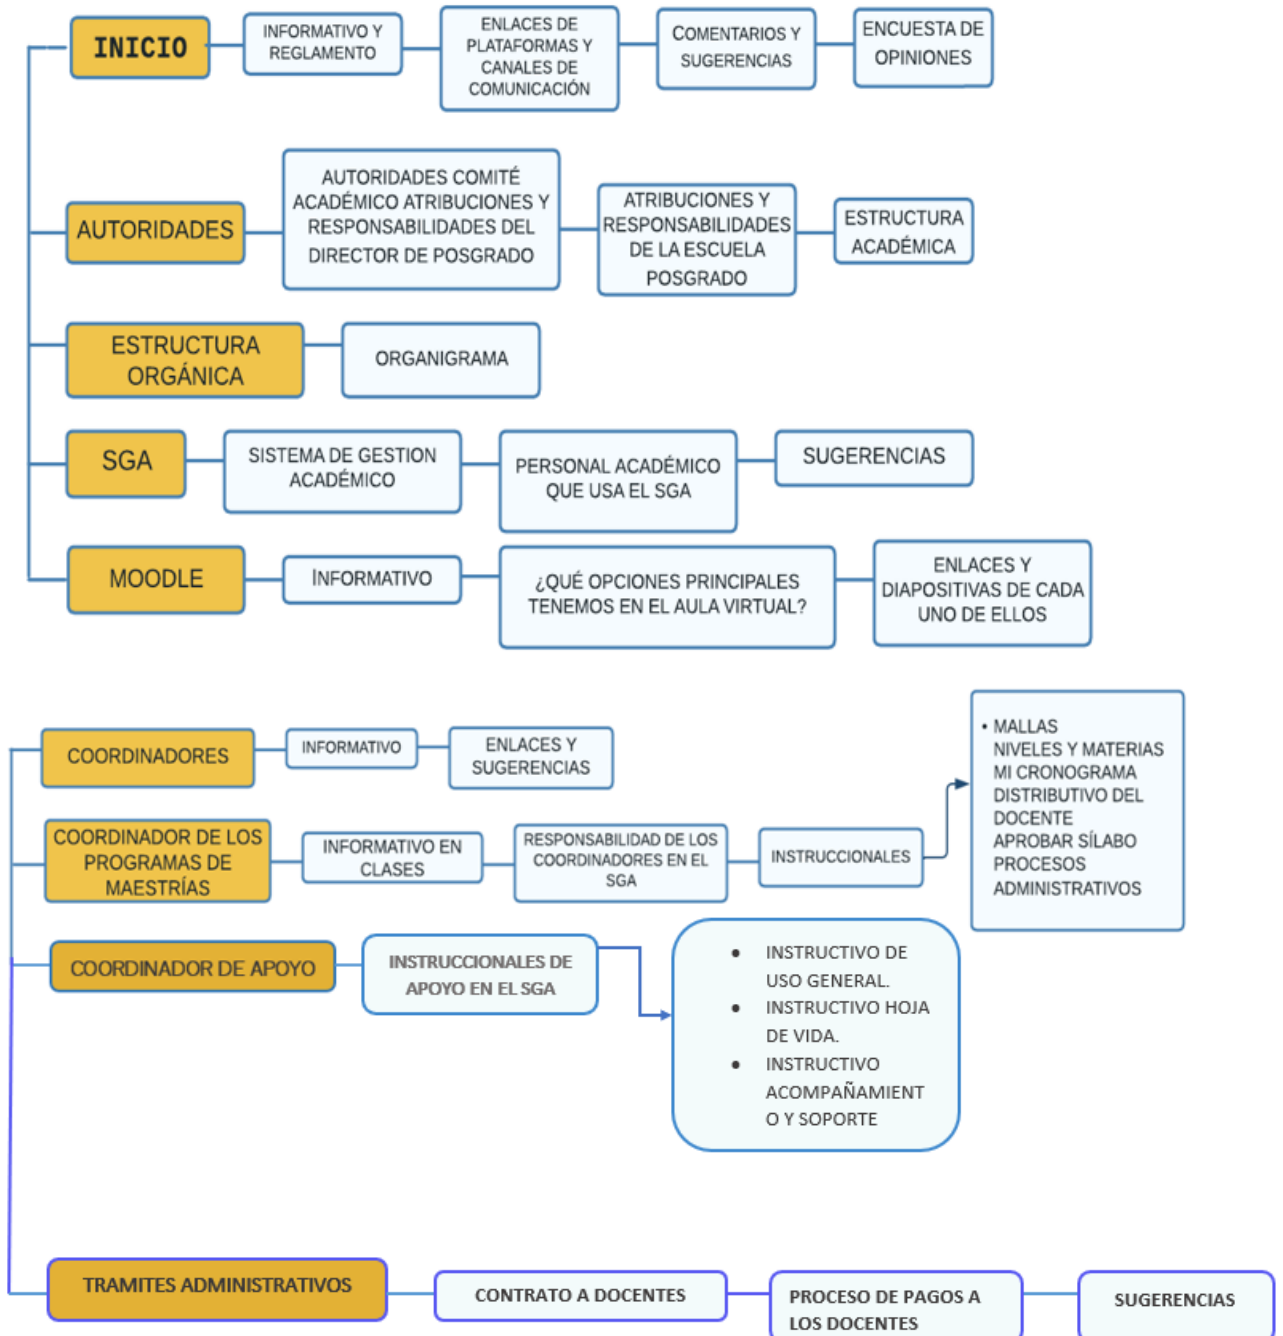 INICIO
INFORMATIVO Y
REGLAMENTO
ENLACES DE
PLATAFORMAS Y
CANALES DE
COMUNICACIÓN
COMENTARIOS Y
SUGERENCIAS
ENCUESTA DE
OPINIONES
AUTORIDADES
AUTORIDADES COMITÉ
ACADÉMICO ATRIBUCIONES Y
RESPONSABILIDADES DEL
DIRECTOR DE POSGRADO
ATRIBUCIONES Y
RESPONSABILIDADES
DE LA ESCUELA
POSGRADO
ESTRUCTURA
ACADÉMICA
ESTRUCTURA
ORGÁNICA
ORGANIGRAMA
SGA
SISTEMA DE GESTION
ACADÉMICO
PERSONAL ACADÉMICO
QUE USA EL SGA
SUGERENCIAS
MOODLE
INFORMATIVO
¿QUÉ OPCIONES PRINCIPALES
TENEMOS EN EL AULA VIRTUAL?
ENLACES Y
DIAPOSITIVAS DE CADA
UNO DE ELLOS
COORDINADORES
INFORMATIVO
ENLACES Y
SUGERENCIAS
COORDINADOR DE LOS
PROGRAMAS DE
MAESTRÍAS
INFORMATIVO EN
CLASES
RESPONSABILIDAD DE LOS
COORDINADORES EN EL
SGA
INSTRUCCIONALES
• MALLAS
NIVELES Y MATERIAS
MI CRONOGRAMA
DISTRIBUTIVO DEL
DOCENTE
APROBAR SÍLABO
PROCESOS
ADMINISTRATIVOS
COORDINADOR DE APOYO
INSTRUCCIONALES DE
APOYO EN EL SGA
● INSTRUCTIVO DE
USO GENERAL.
● INSTRUCTIVO HOJA
DE VIDA.
● INSTRUCTIVO
ACOMPAÑAMIENT
O Y SOPORTE
TRAMITES ADMINISTRATIVOS
CONTRATO A DOCENTES
PROCESO DE PAGOS A
LOS DOCENTES
SUGERENCIAS